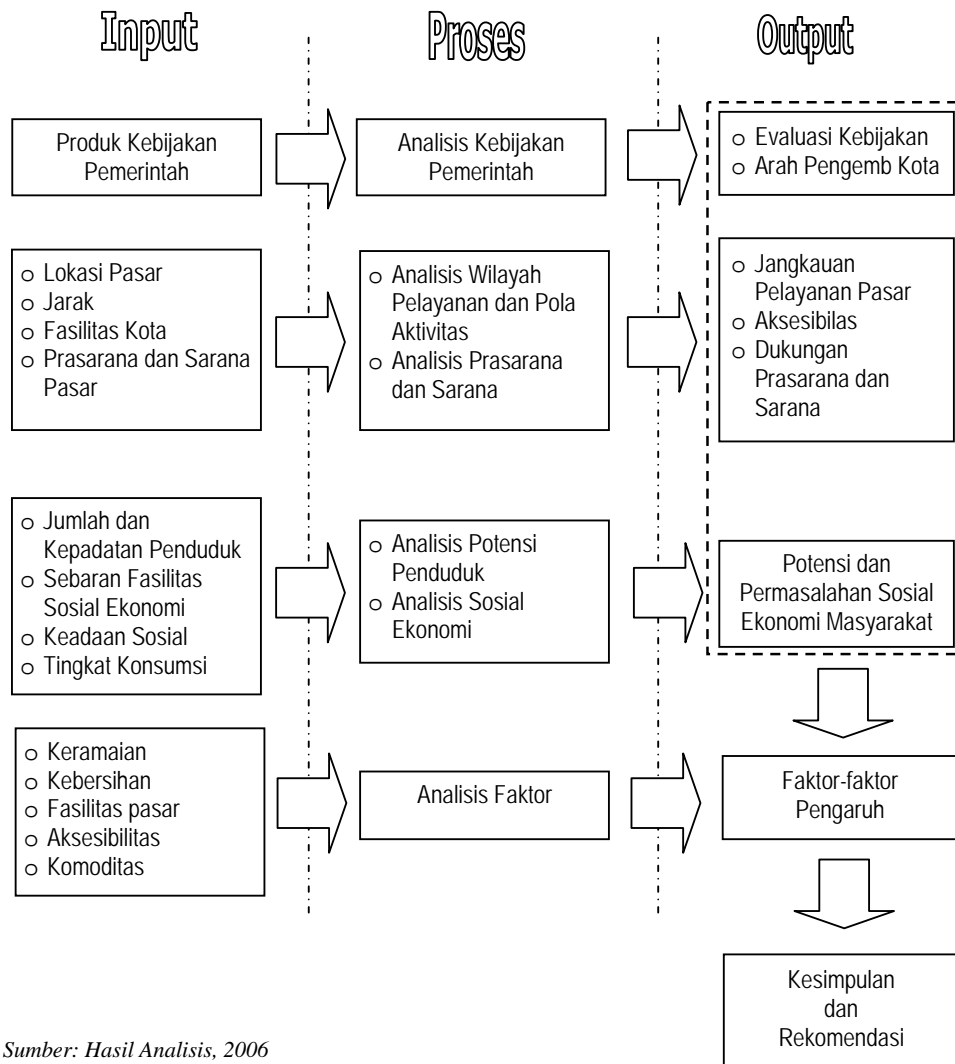 Input
Proses
Output
Produk Kebijakan
Pemerintah
Analisis Kebijakan
Pemerintah
o Evaluasi Kebijakan
o Arah Pengemb Kota
o Lokasi Pasar
o Jarak
o Fasilitas Kota
o Prasarana dan Sarana
Pasar
o Analisis Wilayah
Pelayanan dan Pola
Aktivitas
o Analisis Prasarana
dan Sarana
o Jangkauan
Pelayanan Pasar
o Aksesibilas
o Dukungan
Prasarana dan
Sarana
o Jumlah dan
Kepadatan Penduduk
o Sebaran Fasilitas
Sosial Ekonomi
o Keadaan Sosial
o Tingkat Konsumsi
o Analisis Potensi
Penduduk
o Analisis Sosial
Ekonomi
Potensi dan
Permasalahan Sosial
Ekonomi Masyarakat
o Keramaian
o Kebersihan
o Fasilitas pasar
o Aksesibilitas
o Komoditas
Analisis Faktor
Faktor-faktor
Pengaruh
Kesimpulan
dan
Rekomendasi
Sumber: Hasil Analisis, 2006